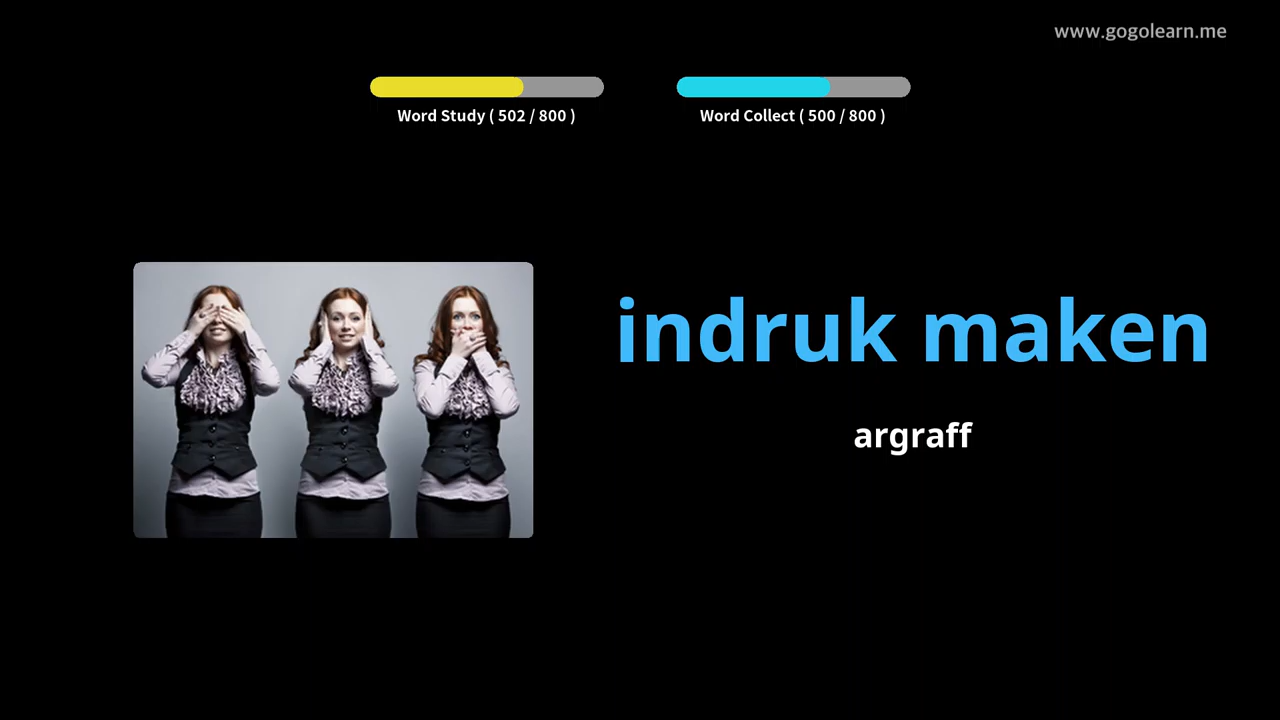 www.gogolearn.me
Word Study ( 502 / 800 )
Word Collect ( 500 / 800 )
indruk maken
argraff